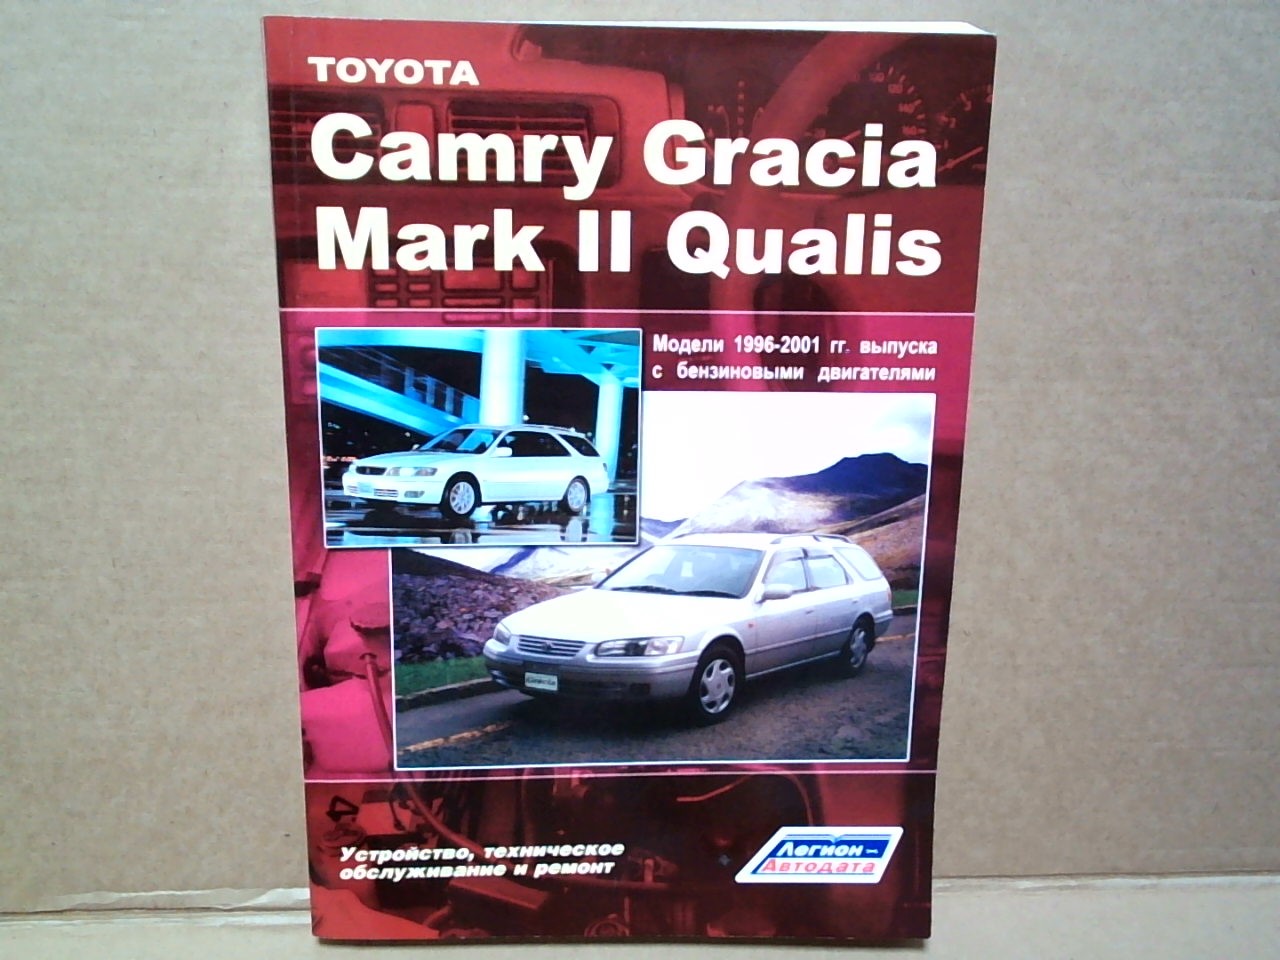 TOYOTA
Camry Gracia
Mark II Qualis
Модели 1996-2001 гг. выпуска
с бензиновыми двигателями
Gracia
Устройство, техническое
обслуживание и ремонт
Легион-
Автодата